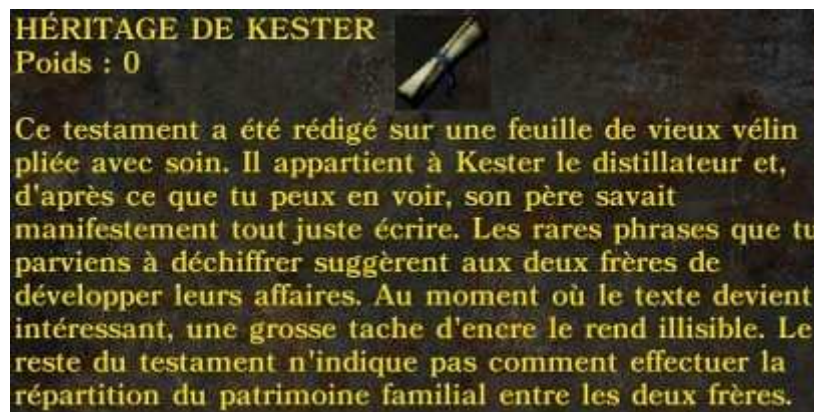 HÉRITAGE DE KESTER
Poids : 0
Ce testament a été rédigé sur une feuille de vieux vélin
pliée avec soin. Il appartient à Kester le distillateur et,
d'après ce que tu peux en voir, son père savait
manifestement tout juste écrire. Les rares phrases que tu
parviens à déchiffrer suggèrent aux deux frères de
développer leurs affaires. Au moment où le texte devient
intéressant, une grosse tache d'encre le rend illisible. Le
reste du testament n'indique pas comment effectuer la
répartition du patrimoine familial entre les deux frères.